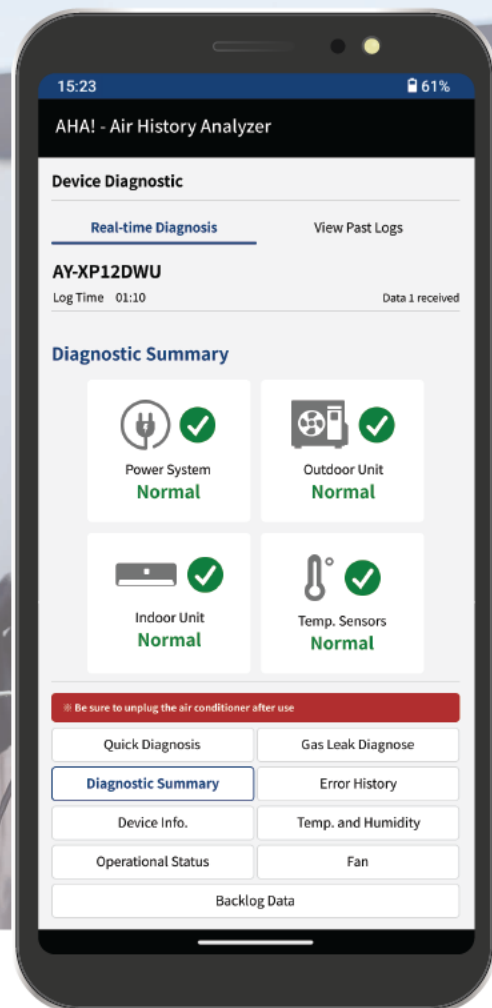 15:23 61%
AHA! - Air History Analyzer
Device Diagnostic
Real-time Diagnosis View Past Logs
AY-XP12DWU
Log Time 01:10 Data 1 received
Diagnostic Summary
Power System
Normal
Outdoor Unit
Normal
Indoor Unit
Normal
Temp. Sensors
Normal
※ Be sure to unplug the air conditioner after use
Quick Diagnosis Gas Leak Diagnose
Diagnostic Summary Error History
Device Info. Temp. and Humidity
Operational Status Fan
Backlog Data